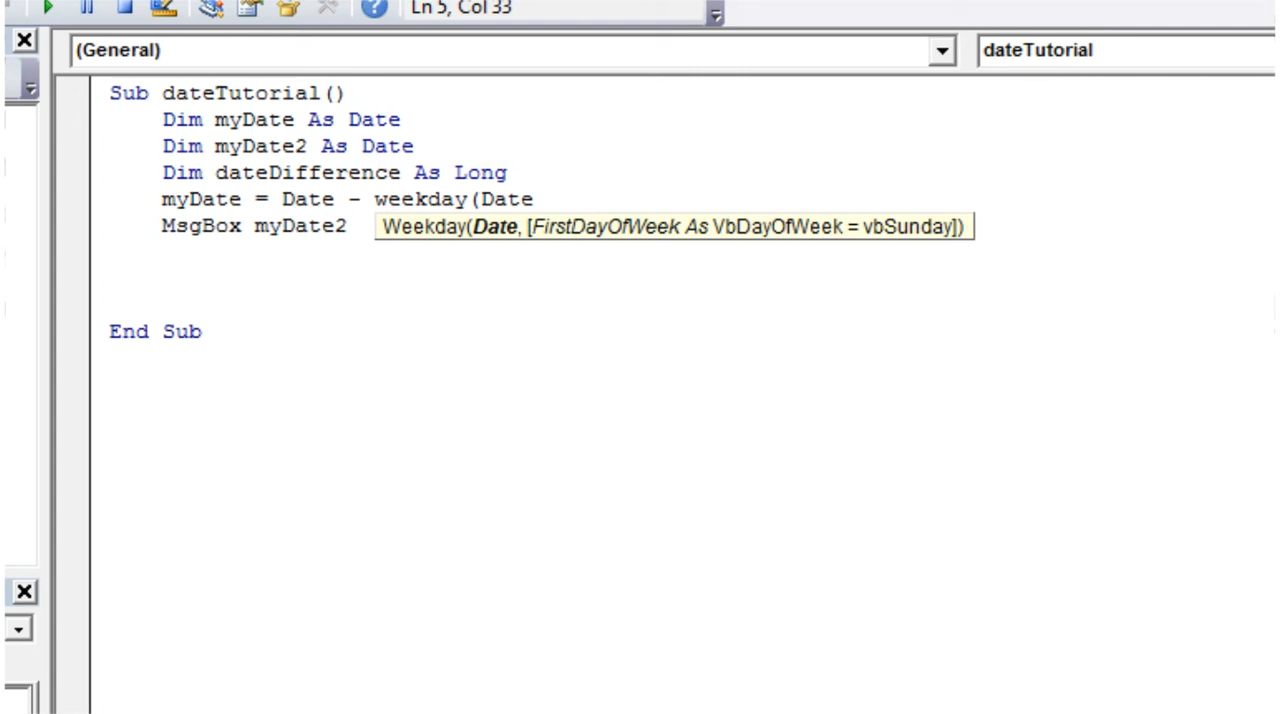 Ln 5, Col 33
(General)
dateTutorial
Sub dateTutorial()
Dim myDate As Date
Dim myDate2 As Date
Dim dateDifference As Long
myDate = Date - weekday(Date
MsgBox myDate2
Weekday(Date, [FirstDayOfWeek As VbDayOfWeek = vbSunday])
End Sub